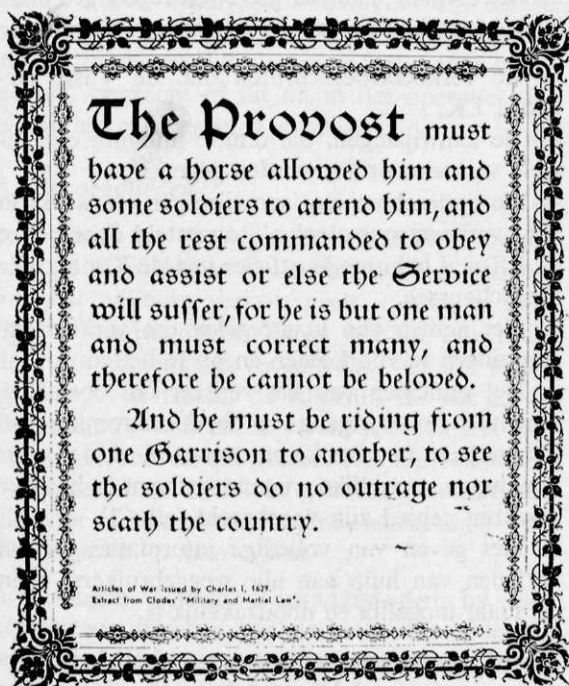 The Provost must
have a horse allowed him and
some soldiers to attend him, and
all the rest commanded to obey
and assist or else the Service
will suffer, for he is but one man
and must correct many, and
therefore he cannot be beloved.
And he must be riding from
one Garrison to another, to see
the soldiers do no outrage nor
scath the country.
Articles of War issued by Charles I, 1629.
Extract from Clodes' "Military and Martial Law".